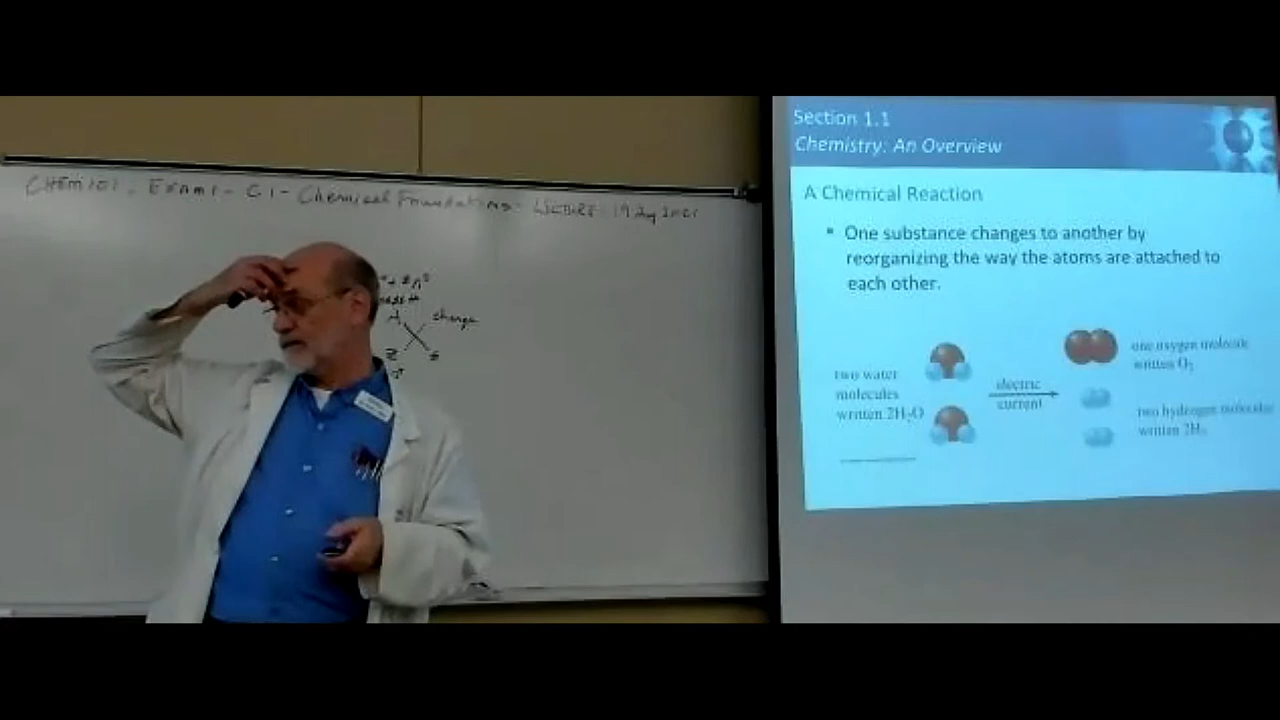 CHEM 101 - Exam 1 - C1 - Chemical Foundations: Lecture 19 Aug 2021
mass #
A
change
Z
Section 1.1
Chemistry: An Overview
A Chemical Reaction
▪ One substance changes to another by
reorganizing the way the atoms are attached to
each other.
two water
molecules
written 2H₂O
electric
current
one oxygen molecule
written O₂
two hydrogen molecules
written 2H₂